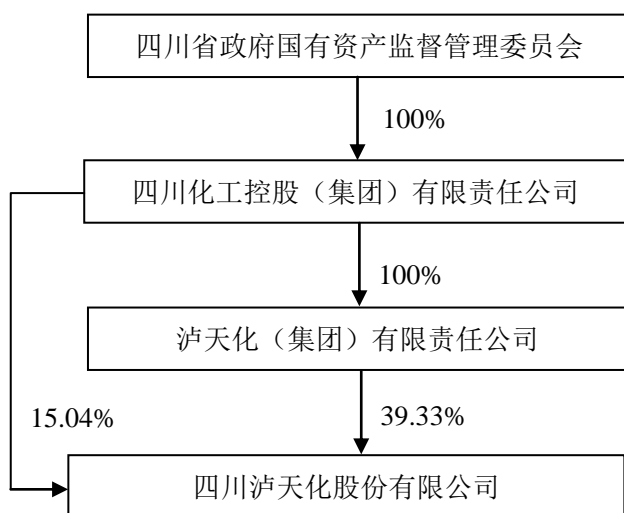 四川省政府国有资产监督管理委员会
100%
四川化工控股（集团）有限责任公司
100%
泸天化（集团）有限责任公司
15.04%
39.33%
四川泸天化股份有限公司